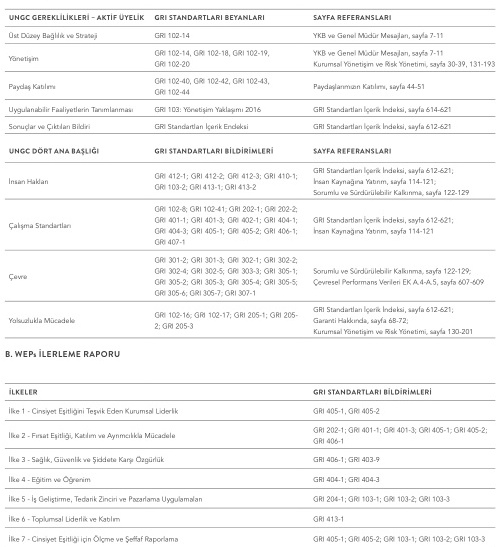 UNGC GEREKLİLİKLERİ – AKTİF ÜYELİK GRI STANDARTLARI BEYANLARI SAYFA REFERANSLARI
Üst Düzey Bağlılık ve Strateji GRI 102-14 YKB ve Genel Müdür Mesajları, sayfa 7-11
Yönetişim GRI 102-14, GRI 102-18, GRI 102-19, GRI 102-20 YKB ve Genel Müdür Mesajları, sayfa 7-11
Kurumsal Yönetişim ve Risk Yönetimi, sayfa 30-39, 131-193
Paydaş Katılımı GRI 102-40, GRI 102-42, GRI 102-43, GRI 102-44 Paydaşlarımızın Katılımı, sayfa 44-51
Uygulanabilir Faaliyetlerin Tanımlanması GRI 103: Yönetim Yaklaşımı 2016 GRI Standartları İçerik İndeksi, sayfa 614-621
Sonuçlar ve Çıktıları Bildiri GRI Standartları İçerik Endeksi GRI Standartları İçerik İndeksi, sayfa 612-621
UNGC DÖRT ANA BAŞLIĞI GRI STANDARTLARI BİLDİRİMLERİ SAYFA REFERANSLARI
İnsan Hakları GRI 412-1; GRI 412-2; GRI 412-3; GRI 410-1; GRI 103-2; GRI 413-1; GRI 413-2 GRI Standartları İçerik İndeksi, sayfa 612-621;
İnsan Kaynağına Yatırım, sayfa 114-121;
Sorumlu ve Sürdürülebilir Kalkınma, sayfa 122-129
Çalışma Standartları GRI 102-8; GRI 102-41; GRI 202-1; GRI 202-2;
GRI 401-1; GRI 401-3; GRI 402-1; GRI 404-1;
GRI 404-3; GRI 405-1; GRI 405-2; GRI 406-1;
GRI 407-1 GRI Standartları İçerik İndeksi, sayfa 612-621;
İnsan Kaynağına Yatırım, sayfa 114-121
Çevre GRI 301-2; GRI 301-3; GRI 302-1; GRI 302-2;
GRI 302-4; GRI 302-5; GRI 303-3; GRI 305-1;
GRI 305-2; GRI 305-3; GRI 305-4; GRI 305-5;
GRI 305-6; GRI 305-7; GRI 307-1 Sorumlu ve Sürdürülebilir Kalkınma, sayfa 122-129;
Çevresel Performans Verileri EK A.4-A.5, sayfa 607-609
Yolsuzlukla Mücadele GRI 102-16; GRI 102-17; GRI 205-1; GRI 205-
2; GRI 205-3 GRI Standartları İçerik İndeksi, sayfa 612-621;
Garanti Hakkında, sayfa 68-72;
Kurumsal Yönetişim ve Risk Yönetimi, sayfa 130-201
B. WEPs İLERLEME RAPORU
İLKELER GRI STANDARTLARI BİLDİRİMLERİ
İlke 1 - Cinsiyet Eşitliğini Teşvik Eden Kurumsal Liderlik GRI 405-1, GRI 405-2
İlke 2 - Fırsat Eşitliği, Katılım ve Ayrımcılıkla Mücadele GRI 202-1; GRI 401-1; GRI 401-3; GRI 405-1; GRI 405-2;
GRI 406-1
İlke 3 - Sağlık, Güvenlik ve Şiddete Karşı Özgürlük GRI 406-1; GRI 403-9
İlke 4 - Eğitim ve Öğrenim GRI 404-1; GRI 404-3
İlke 5 - İş Geliştirme, Tedarik Zinciri ve Pazarlama Uygulamaları GRI 204-1; GRI 103-1; GRI 103-2; GRI 103-3
İlke 6 - Toplumsal Liderlik ve Katılım GRI 413-1
İlke 7 - Cinsiyet Eşitliği için Ölçme ve Şeffaf Raporlama GRI 405-1; GRI 405-2; GRI 103-1; GRI 103-2; GRI 103-3